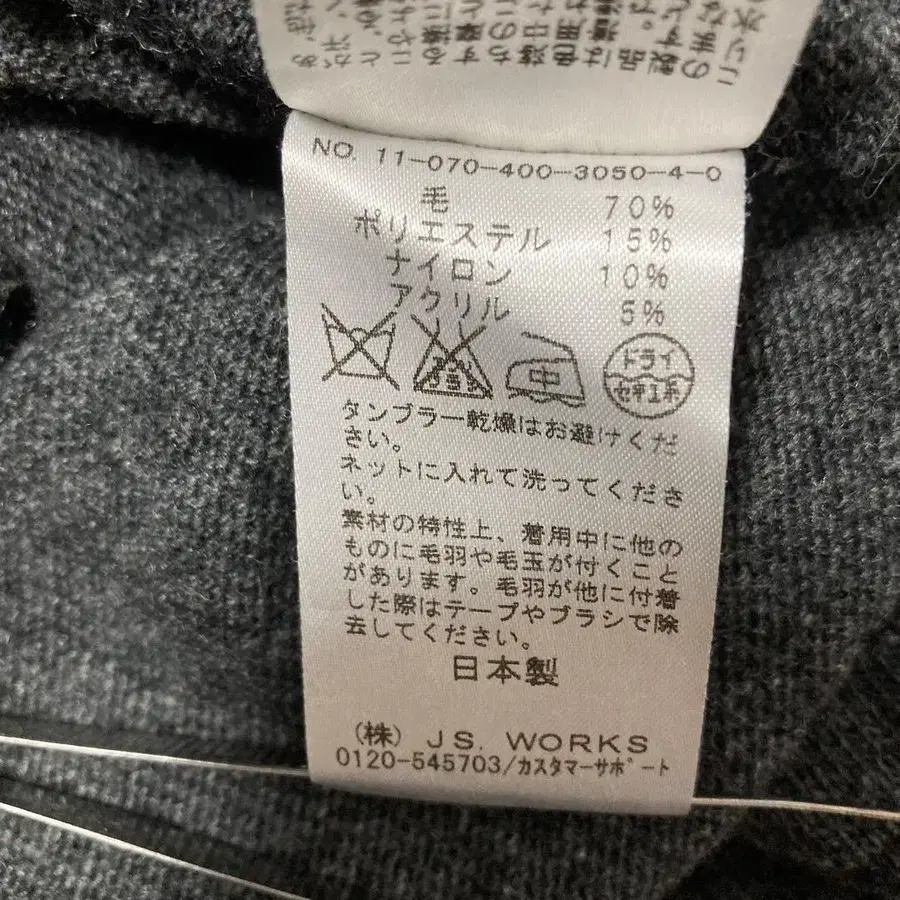 NO. 11-070-400-3050-4-0
毛 70%
ポリエステル 15%
ナイロン 10%
アクリル 5%
中
ドライ
セキユ系
タンブラー乾燥はお避けくだ
さい。
ネットに入れて洗ってくださ
い。
素材の特性上、着用中に他の
ものに毛羽や毛玉が付くこと
があります。毛羽が他に付着
した際はテープやブラシで除
去してください。
日本製
(株) J.S. WORKS
0120-545703/カスタマーサポート